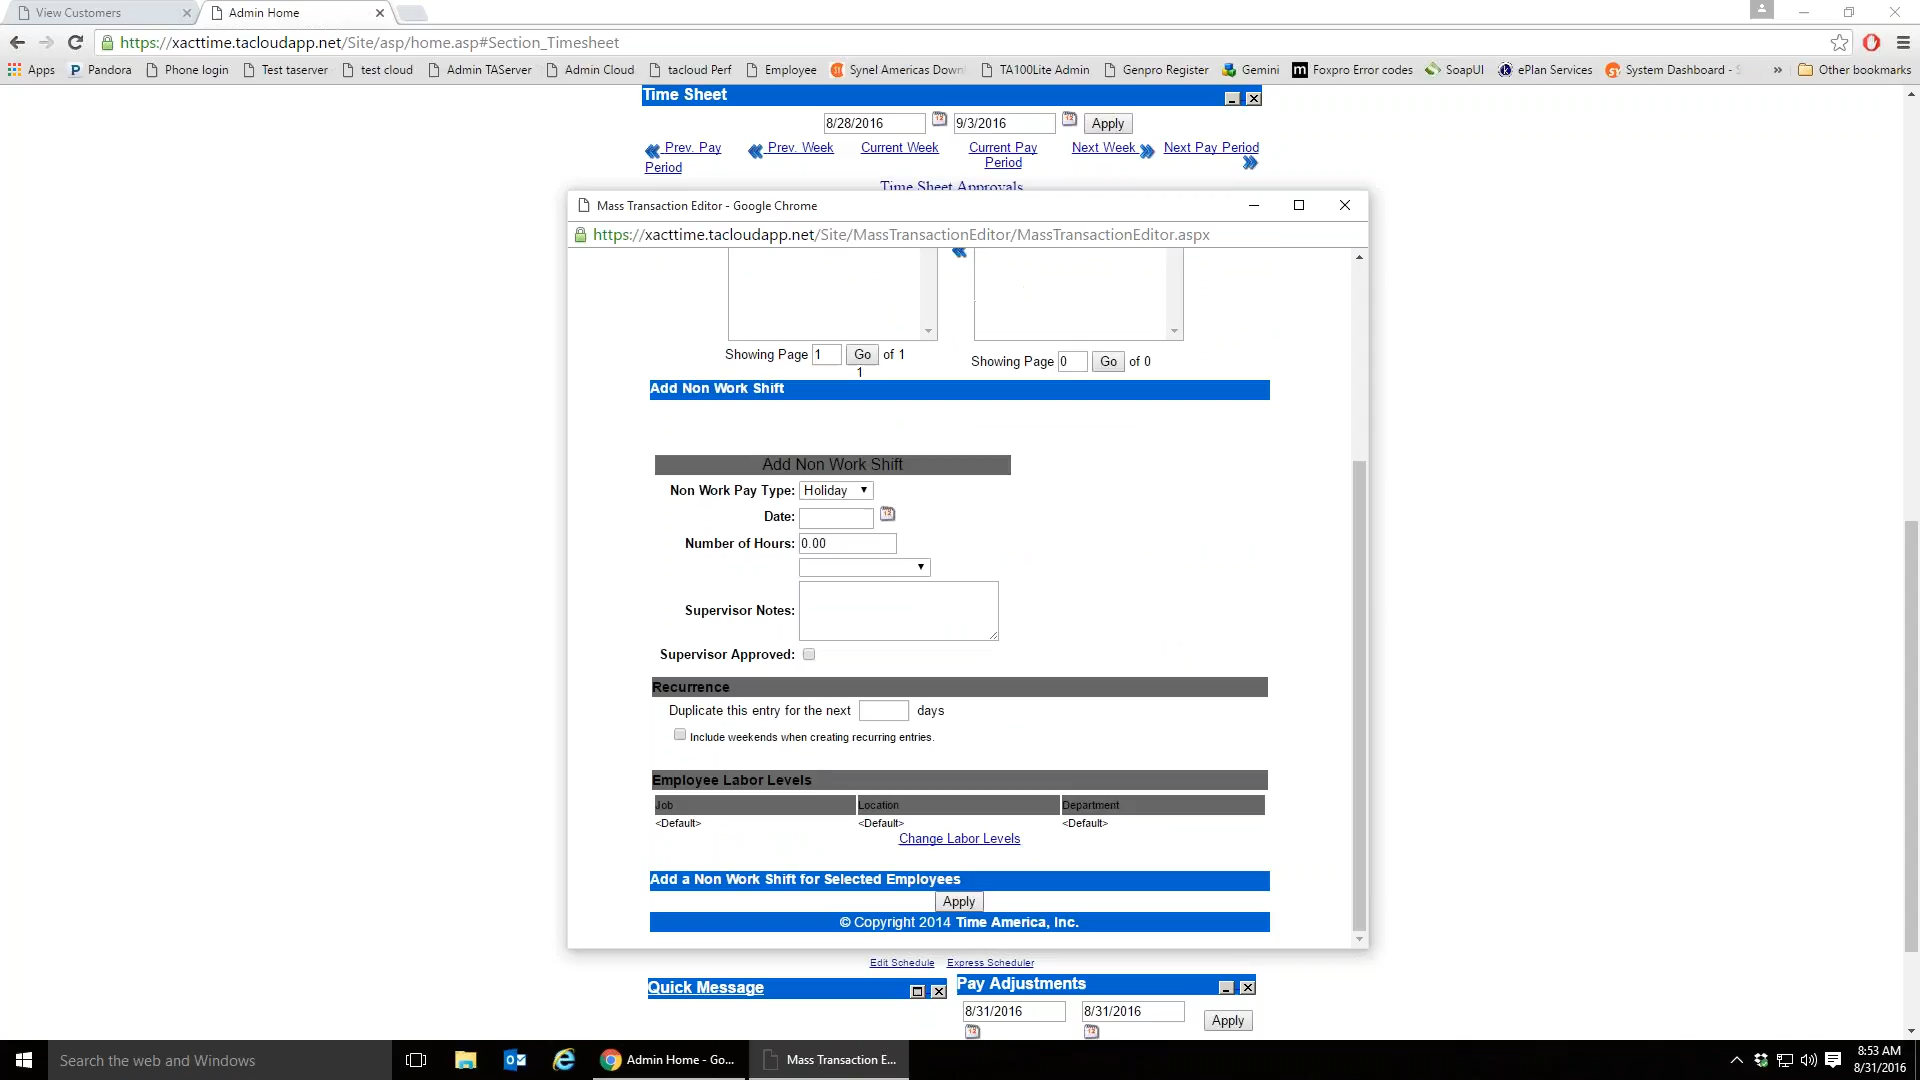 View Customers
Admin Home
https://xacttime.tacloudapp.net/Site/asp/home.asp#Section_Timesheet
Apps
Pandora
Phone login
Test taserver
test cloud
Admin TAServer
Admin Cloud
tacloud Perf
Employee
Synel Americas Down
TA100Lite Admin
Genpro Register
Gemini
Foxpro Error codes
SoapUI
ePlan Services
System Dashboard - S
»
Other bookmarks
Time Sheet
8/28/2016
9/3/2016
Apply
Prev. Pay Period
Prev. Week
Current Week
Current Pay Period
Next Week
Next Pay Period
Time Sheet Approvals
Mass Transaction Editor - Google Chrome
https://xacttime.tacloudapp.net/Site/MassTransactionEditor/MassTransactionEditor.aspx
Showing Page 1 Go of 1
1
Showing Page 0 Go of 0
Add Non Work Shift
Add Non Work Shift
Non Work Pay Type: Holiday
Date:
Number of Hours: 0.00
Supervisor Notes:
Supervisor Approved:
Recurrence
Duplicate this entry for the next days
Include weekends when creating recurring entries.
Employee Labor Levels
Job Location Department
<Default> <Default> <Default>
Change Labor Levels
Add a Non Work Shift for Selected Employees
Apply
© Copyright 2014 Time America, Inc.
Edit Schedule Express Scheduler
Quick Message
Pay Adjustments
8/31/2016
8/31/2016
Apply
Search the web and Windows
Admin Home - Go...
Mass Transaction E...
8:53 AM
8/31/2016